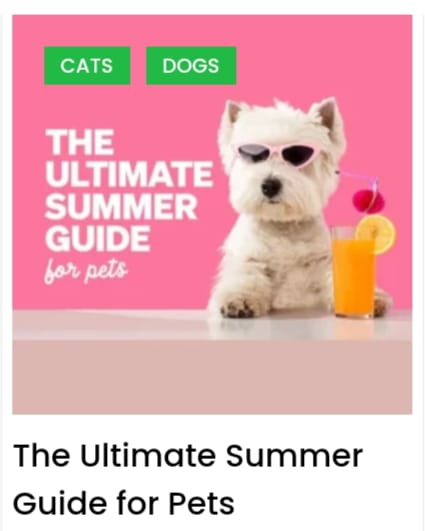 CATS DOGS
THE
ULTIMATE
SUMMER
GUIDE
for pets
The Ultimate Summer
Guide for Pets